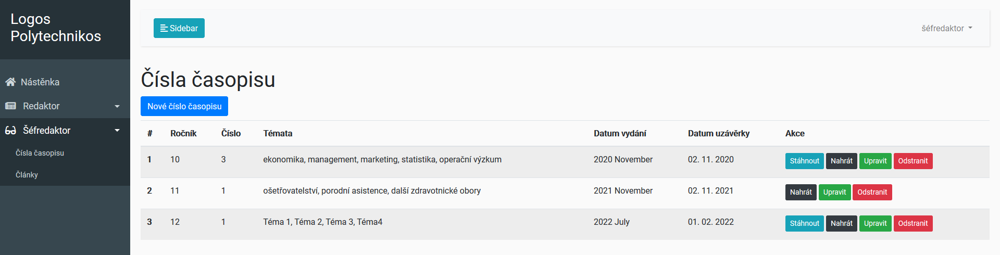 Logos
Polytechnikos
Sidebar
šéfredaktor
Nástěnka
Redaktor
Šéfredaktor
Čísla časopisu
Články
Čísla časopisu
Nové číslo časopisu
# Ročník Číslo Témata Datum vydání Datum uzávěrky Akce
1 10 3 ekonomika, management, marketing, statistika, operační výzkum 2020 November 02. 11. 2020 Stáhnout Nahrát Upravit Odstranit
2 11 1 ošetřovatelství, porodní asistence, další zdravotnické obory 2021 November 02. 11. 2021 Nahrát Upravit Odstranit
3 12 1 Téma 1, Téma 2, Téma 3, Téma4 2022 July 01. 02. 2022 Stáhnout Nahrát Upravit Odstranit